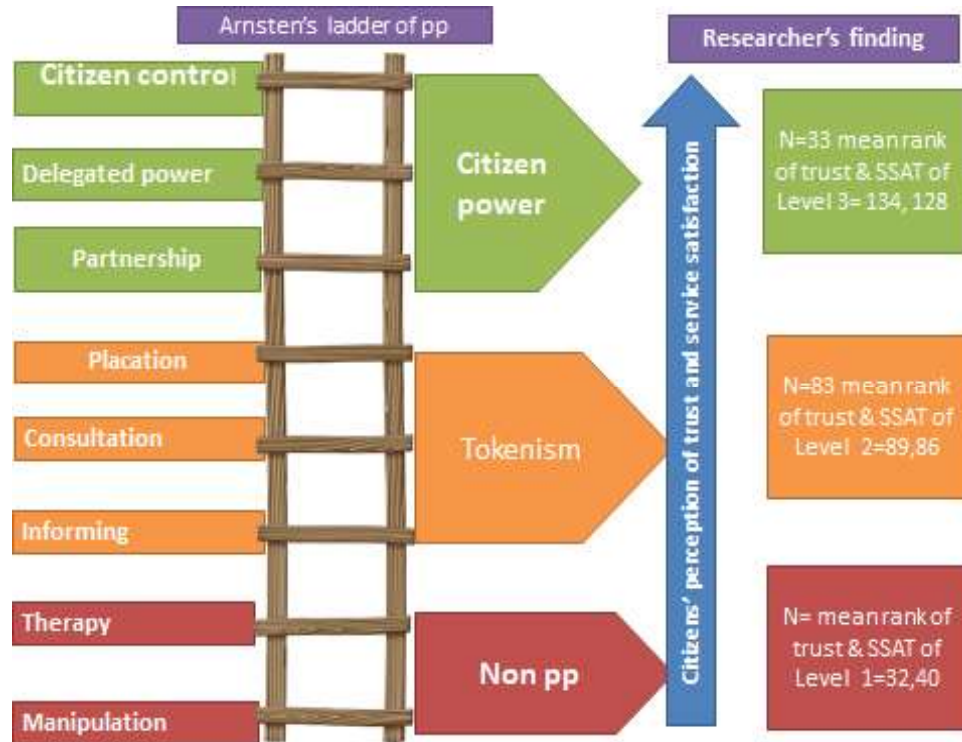 Arnsten's ladder of pp
Researcher's finding
Citizen control
Delegated power
Partnership
Citizen
power
N=33 mean rank
of trust & SSAT of
Level 3= 134, 128
Placation
Consultation
Informing
Tokenism
N=83 mean rank
of trust & SSAT of
Level 2=89,86
Therapy
Manipulation
Non pp
N= mean rank of
trust & SSAT of
Level 1=32,40
Citizens' perception of trust and service satisfaction